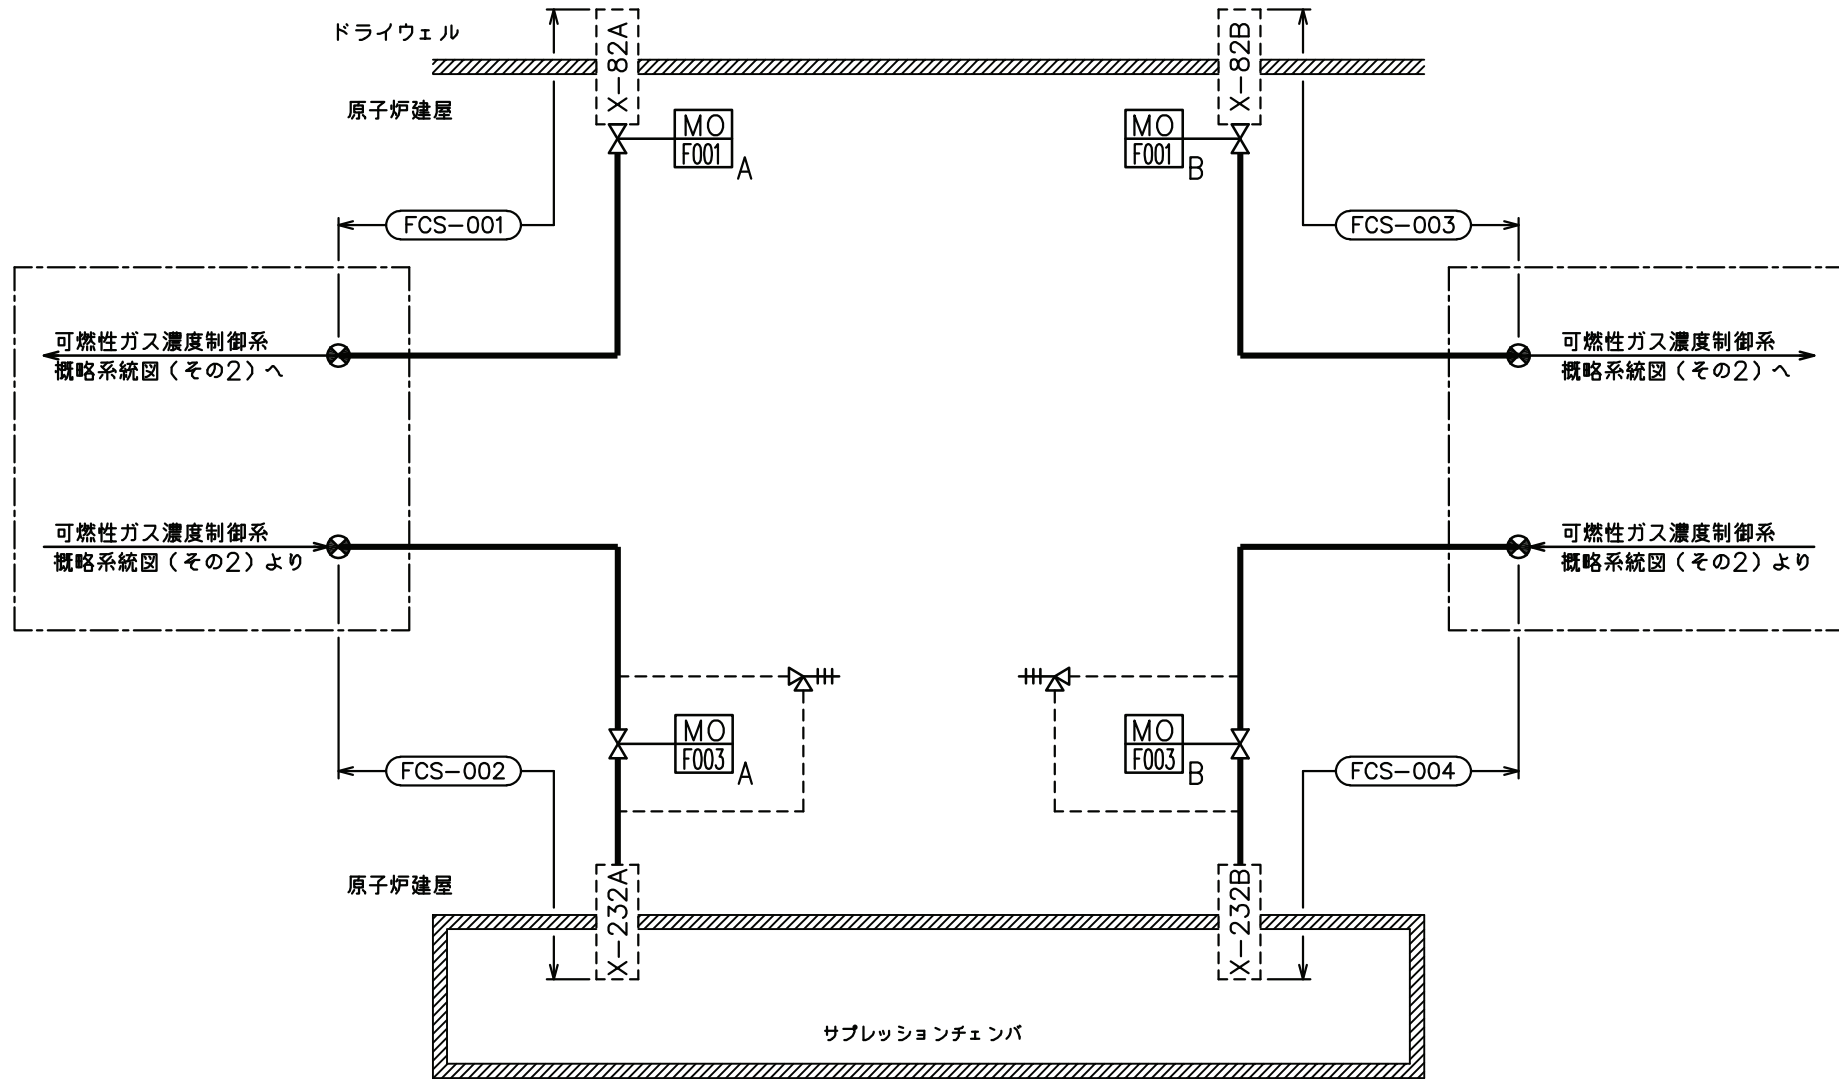 ドライウェル
X-82A
X-82B
原子炉建屋
MO
F001
A
MO
F001
B
FCS-001
FCS-003
可燃性ガス濃度制御系
概略系統図（その2）へ
可燃性ガス濃度制御系
概略系統図（その2）へ
可燃性ガス濃度制御系
概略系統図（その2）より
可燃性ガス濃度制御系
概略系統図（その2）より
MO
F003
A
MO
F003
B
FCS-002
FCS-004
原子炉建屋
X-232A
X-232B
サプレッションチェンバ